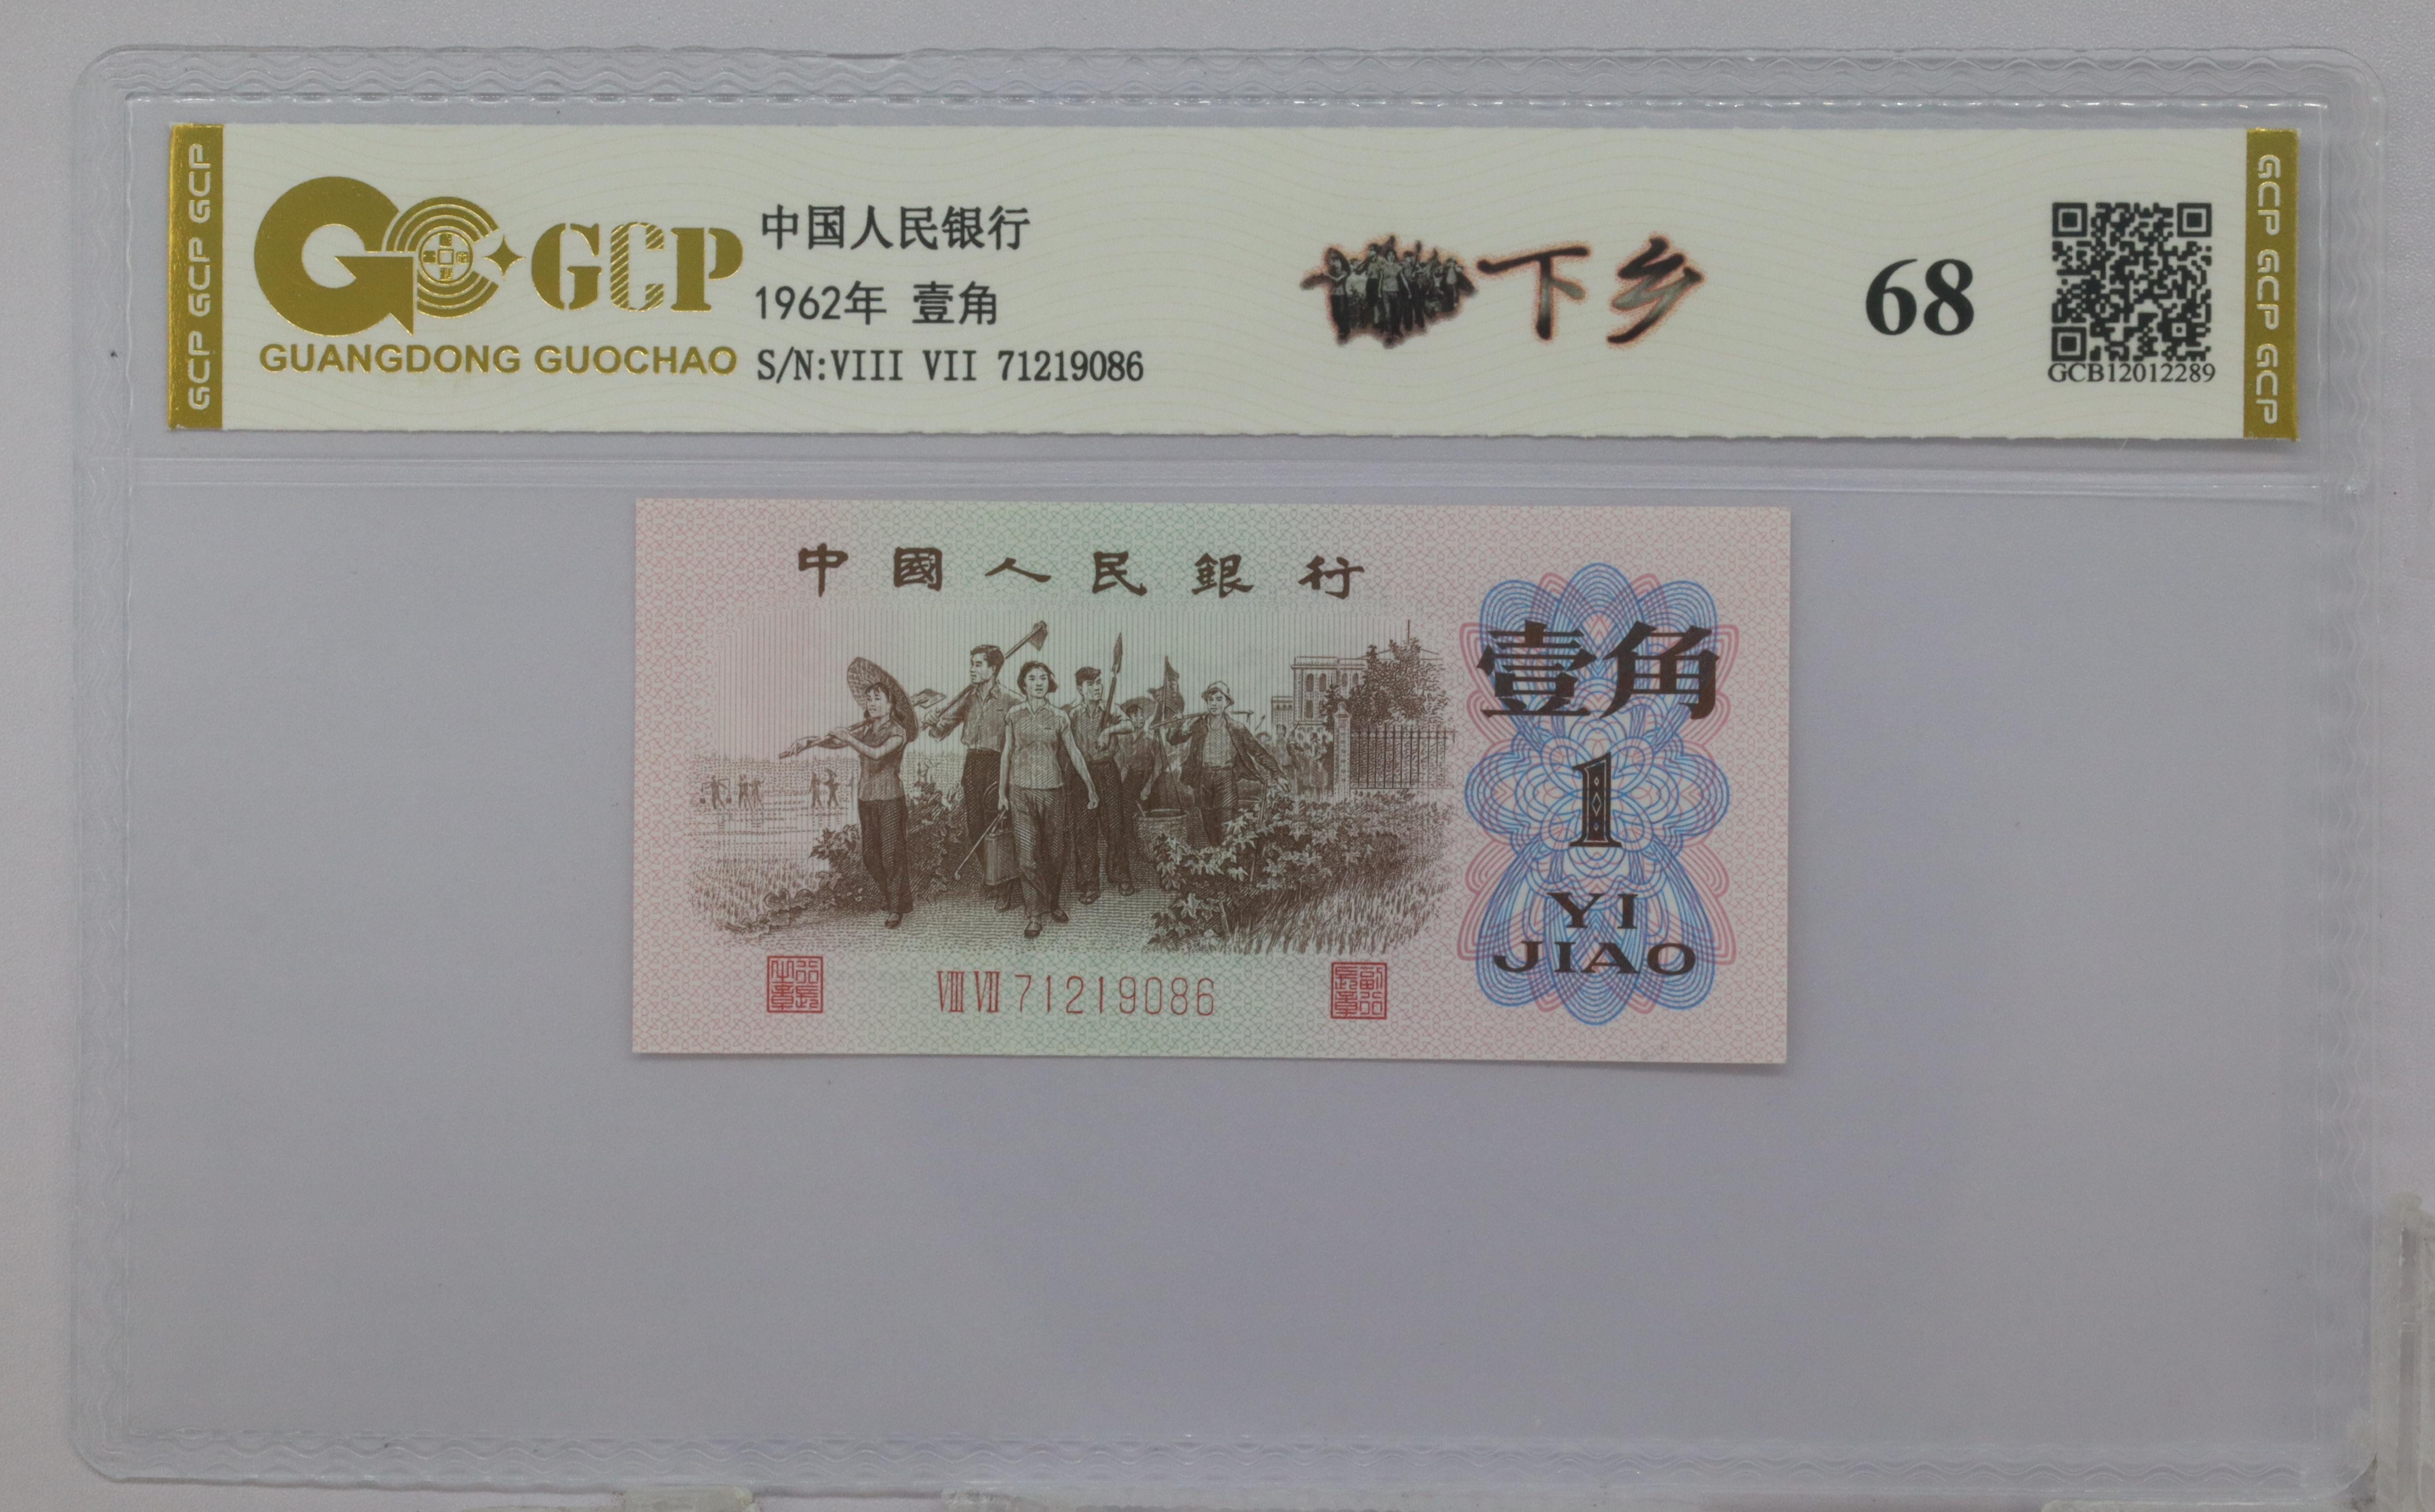 GCP GCP GCP
GCP
GUANGDONG GUOCHAO
中国人民银行
1962年 壹角
S/N:VIII VII 71219086
下乡
68
GCB12012289
GCP GCP GCP
中國人民銀行
壹角
1
YI
JIAO
VIII VII 71219086